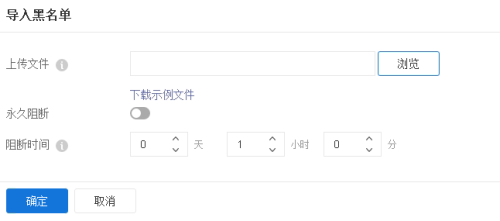 导入黑名单
上传文件 浏览
下载示例文件
永久阻断
阻断时间 0 天 1 小时 0 分
确定 取消